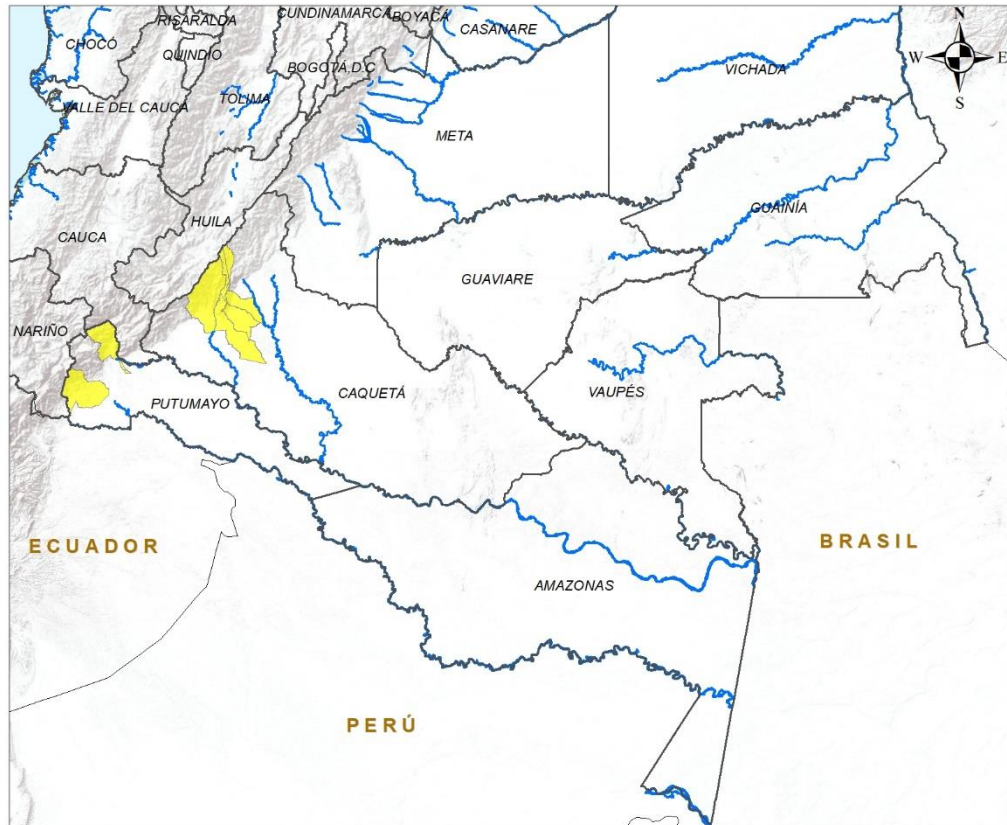 RISARALDA
CUNDINAMARCA
BOYACÁ
CASANARE
N
CHOCÓ
QUINDIO
BOGOTÁ D.C
W
E
VICHADA
S
VALLE DEL CAUCA
TOLIMA
META
GUAINÍA
HUILA
CAUCA
GUAVIARE
NARIÑO
CAQUETÁ
VAUPÉS
PUTUMAYO
ECUADOR
BRASIL
AMAZONAS
PERÚ